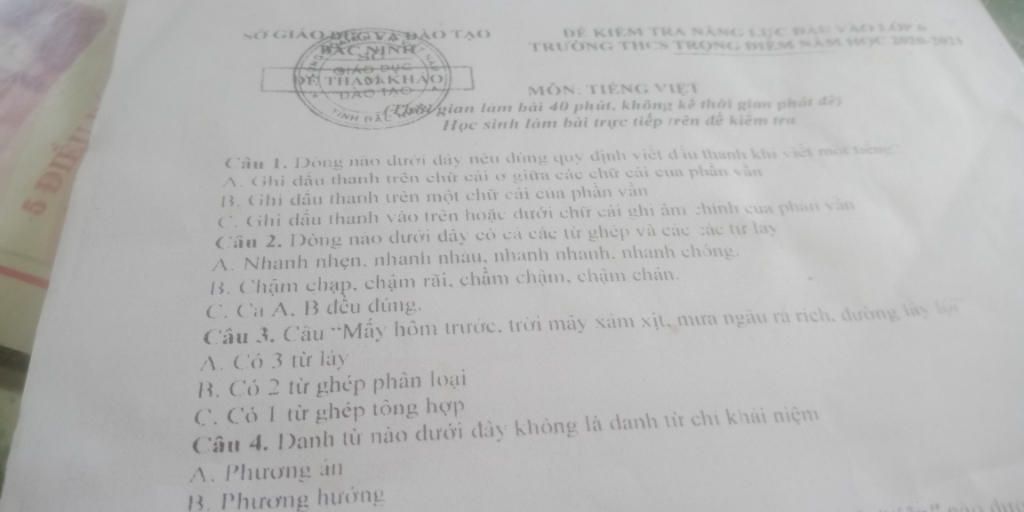 SỞ GIÁO DỤC VÀ ĐÀO TẠO
BẮC NINH
ĐỀ THAM KHẢO
SỞ
GIÁO DỤC
ĐÀO TẠO
TỈNH BẮC
ĐỀ KIỂM TRA NĂNG LỰC ĐẦU VÀO LỚP 6
TRƯỜNG THCS TRỌNG ĐIỂM NĂM HỌC 2020-2021
MÔN: TIẾNG VIỆT
(Thời gian làm bài 40 phút, không kể thời gian phát đề)
Học sinh làm bài trực tiếp trên đề kiểm tra
5 ĐIỂM
Câu 1. Dòng nào dưới đây nêu đúng quy định viết dấu thanh khi viết một tiếng?
A. Ghi dấu thanh trên chữ cái ở giữa các chữ cái của phần vần
B. Ghi dấu thanh trên một chữ cái của phần vần
C. Ghi dấu thanh vào trên hoặc dưới chữ cái ghi âm chính của phần vần
Câu 2. Dòng nào dưới đây có cả các từ ghép và các các từ láy
A. Nhanh nhẹn, nhanh nhảu, nhanh nhanh, nhanh chóng.
B. Chậm chạp, chậm rãi, chầm chậm, chậm chân.
C. Cả A, B đều đúng.
Câu 3. Câu “Mấy hôm trước, trời mây xám xịt, mưa ngâu rả rích, đường lầy lội
A. Có 3 từ láy
B. Có 2 từ ghép phân loại
C. Có 1 từ ghép tổng hợp
Câu 4. Danh từ nào dưới đây không là danh từ chỉ khái niệm
A. Phương án
B. Phương hướng
nào